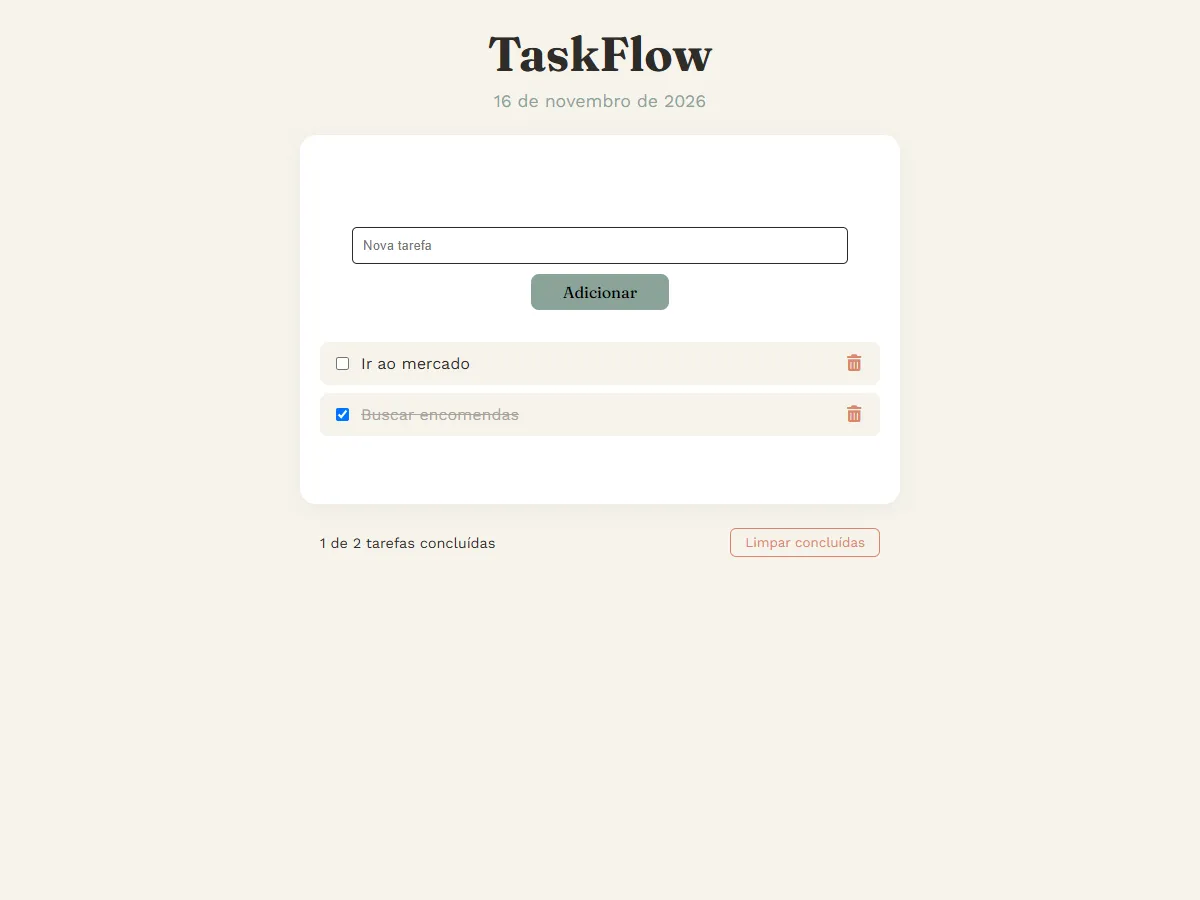 TaskFlow
16 de novembro de 2026
Nova tarefa
Adicionar
Ir ao mercado
Buscar encomendas
1 de 2 tarefas concluídas
Limpar concluídas